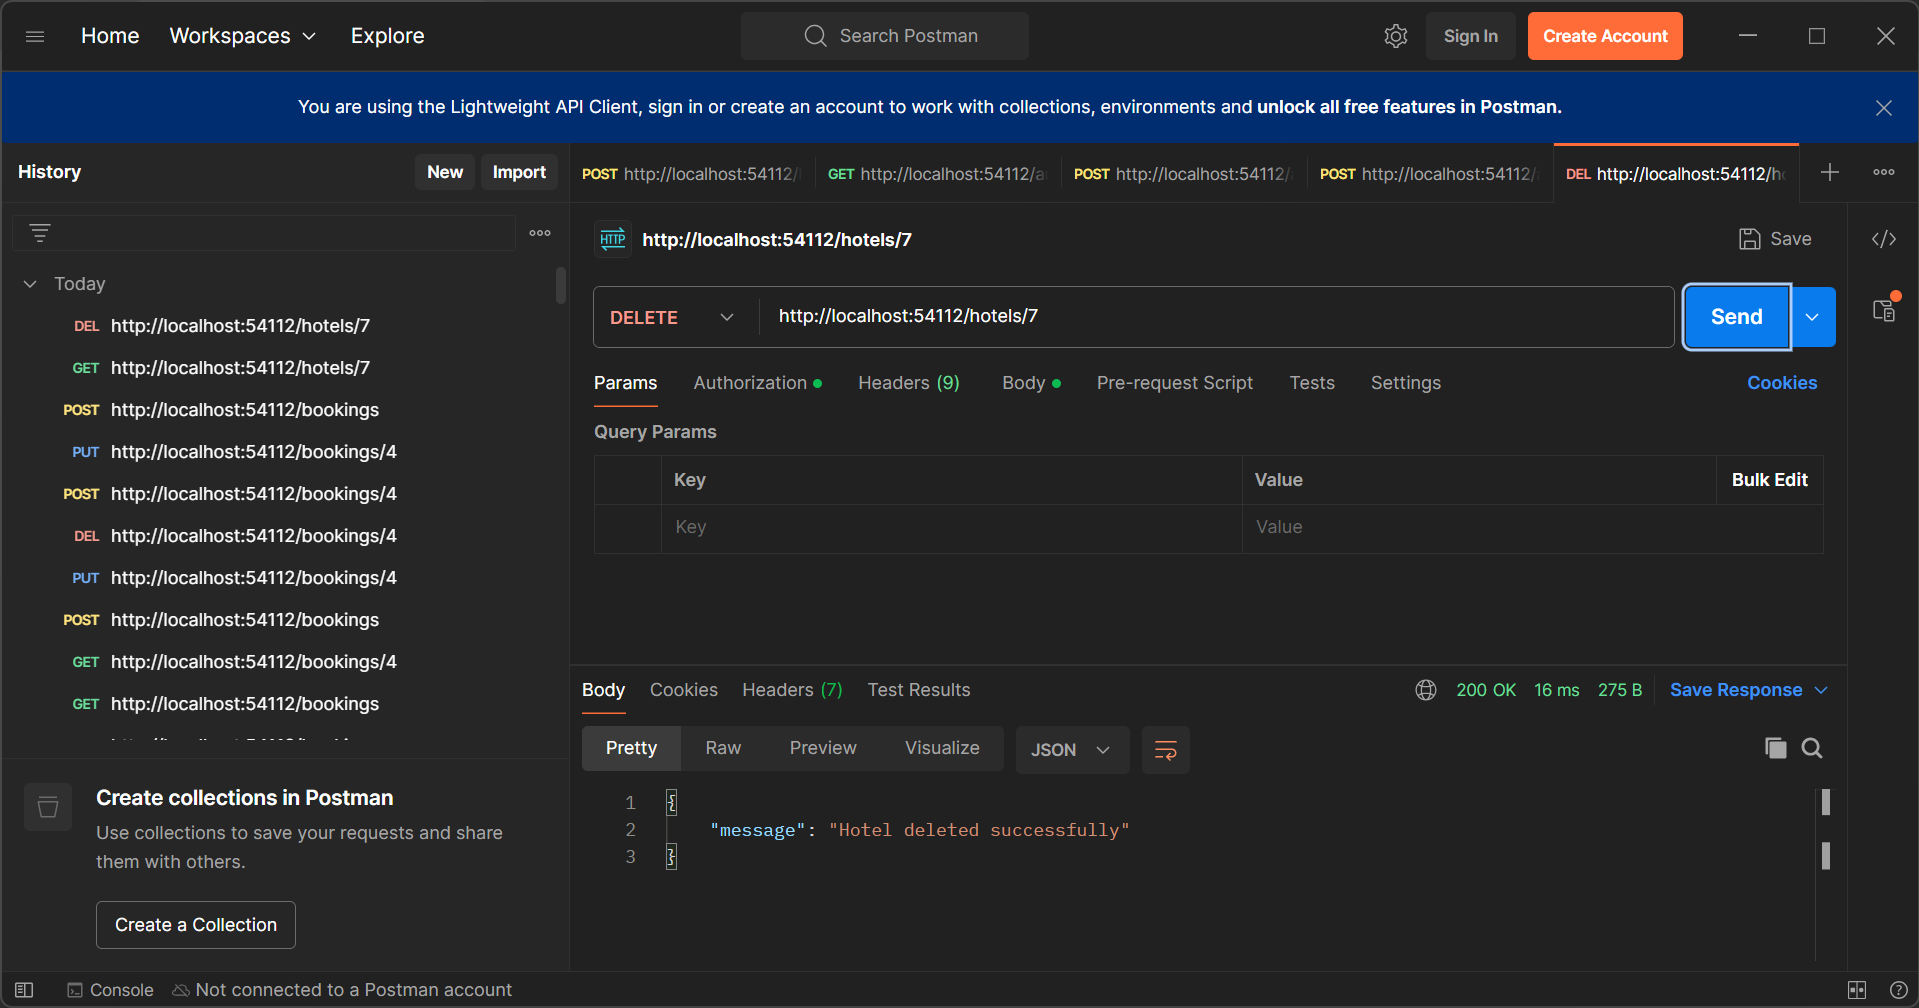 Home Workspaces Explore Search Postman Sign In Create Account
You are using the Lightweight API Client, sign in or create an account to work with collections, environments and unlock all free features in Postman.
History New Import
Today
DEL http://localhost:54112/hotels/7
GET http://localhost:54112/hotels/7
POST http://localhost:54112/bookings
PUT http://localhost:54112/bookings/4
POST http://localhost:54112/bookings/4
DEL http://localhost:54112/bookings/4
PUT http://localhost:54112/bookings/4
POST http://localhost:54112/bookings
GET http://localhost:54112/bookings/4
GET http://localhost:54112/bookings
Create collections in Postman
Use collections to save your requests and share
them with others.
Create a Collection
POST http://localhost:54112/ GET http://localhost:54112/a POST http://localhost:54112/ POST http://localhost:54112/ DEL http://localhost:54112/h
HTTP http://localhost:54112/hotels/7 Save
DELETE http://localhost:54112/hotels/7 Send
Params Authorization Headers (9) Body Pre-request Script Tests Settings Cookies
Query Params
Key Value Bulk Edit
Key Value
Body Cookies Headers (7) Test Results 200 OK 16 ms 275 B Save Response
Pretty Raw Preview Visualize JSON
1 {
2 "message": "Hotel deleted successfully"
3 }
Console Not connected to a Postman account